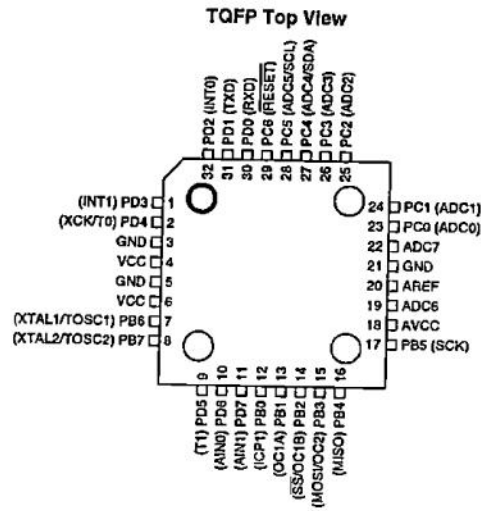 TQFP Top View
PD2 (INT0)
PD1 (TXD)
PD0 (RXD)
PC6 (RESET)
PC5 (ADC5/SCL)
PC4 (ADC4/SDA)
PC3 (ADC3)
PC2 (ADC2)
32 31 30 29 28 27 26 25
(INT1) PD3 1
(XCK/T0) PD4 2
GND 3
VCC 4
GND 5
VCC 6
(XTAL1/TOSC1) PB6 7
(XTAL2/TOSC2) PB7 8
24 PC1 (ADC1)
23 PC0 (ADC0)
22 ADC7
21 GND
20 AREF
19 ADC6
18 AVCC
17 PB5 (SCK)
9 10 11 12 13 14 15 16
(T1) PD5
(AIN0) PD6
(AIN1) PD7
(ICP1) PB0
(OC1A) PB1
(SS/OC1B) PB2
(MOSI/OC2) PB3
(MISO) PB4